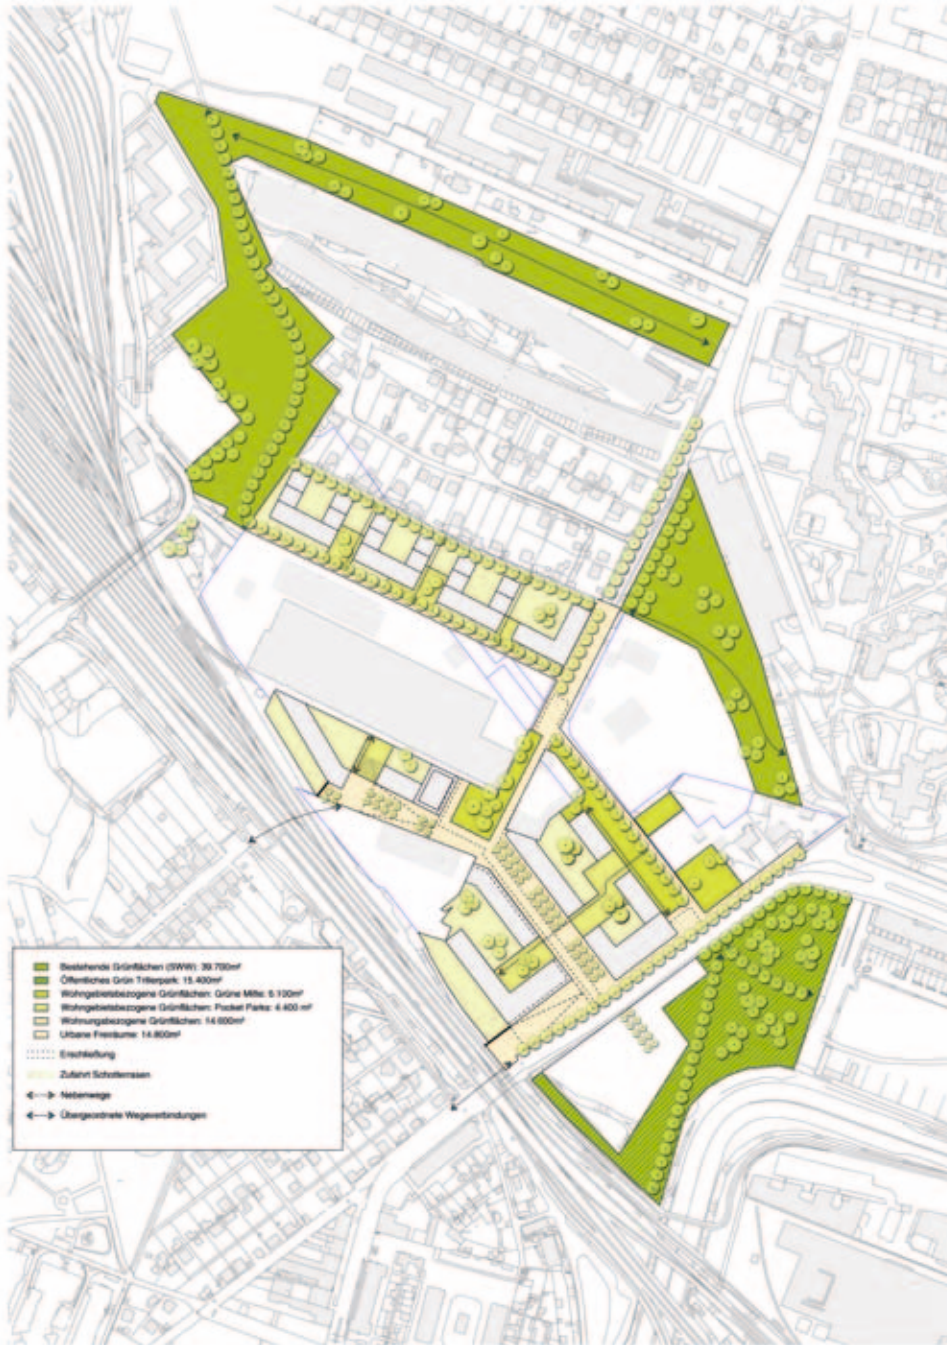 Bestehende Grünflächen (SWW): 39.700m²
Öffentliches Grün Trillerpark: 15.400m²
Wohngebietsbezogene Grünflächen: Grüne Mitte: 5.100m²
Wohngebietsbezogene Grünflächen: Pocket Parks: 4.400 m²
Wohnungsbezogene Grünflächen: 14.600m²
Urbane Freiräume: 14.800m²
Erschließung
Zufahrt Schotterrasen
Nebenwege
Übergeordnete Wegeverbindungen